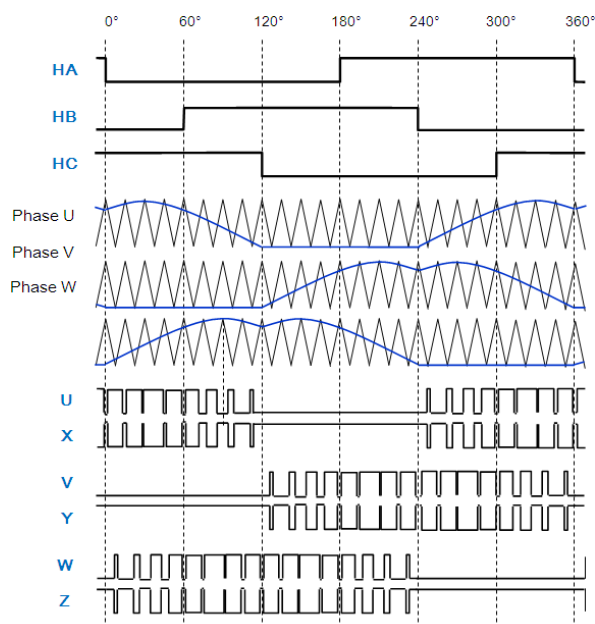 0° 60° 120° 180° 240° 300° 360°
HA
HB
HC
Phase U
Phase V
Phase W
U
X
V
Y
W
Z